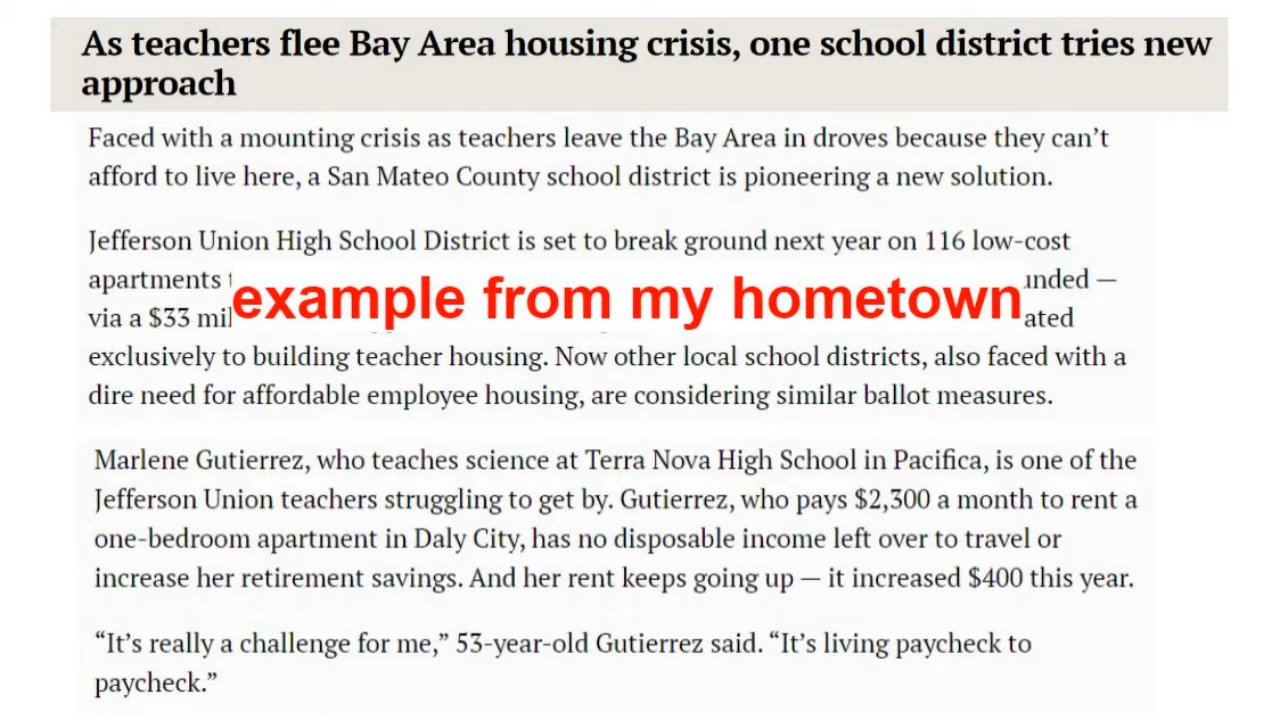 As teachers flee Bay Area housing crisis, one school district tries new
approach
Faced with a mounting crisis as teachers leave the Bay Area in droves because they can’t
afford to live here, a San Mateo County school district is pioneering a new solution.
Jefferson Union High School District is set to break ground next year on 116 low-cost
apartments
example from my hometown
via a $33
exclusively to building teacher housing. Now other local school districts, also faced with a
dire need for affordable employee housing, are considering similar ballot measures.
Marlene Gutierrez, who teaches science at Terra Nova High School in Pacifica, is one of the
Jefferson Union teachers struggling to get by. Gutierrez, who pays $2,300 a month to rent a
one-bedroom apartment in Daly City, has no disposable income left over to travel or
increase her retirement savings. And her rent keeps going up — it increased $400 this year.
“It’s really a challenge for me,” 53-year-old Gutierrez said. “It’s living paycheck to
paycheck.”